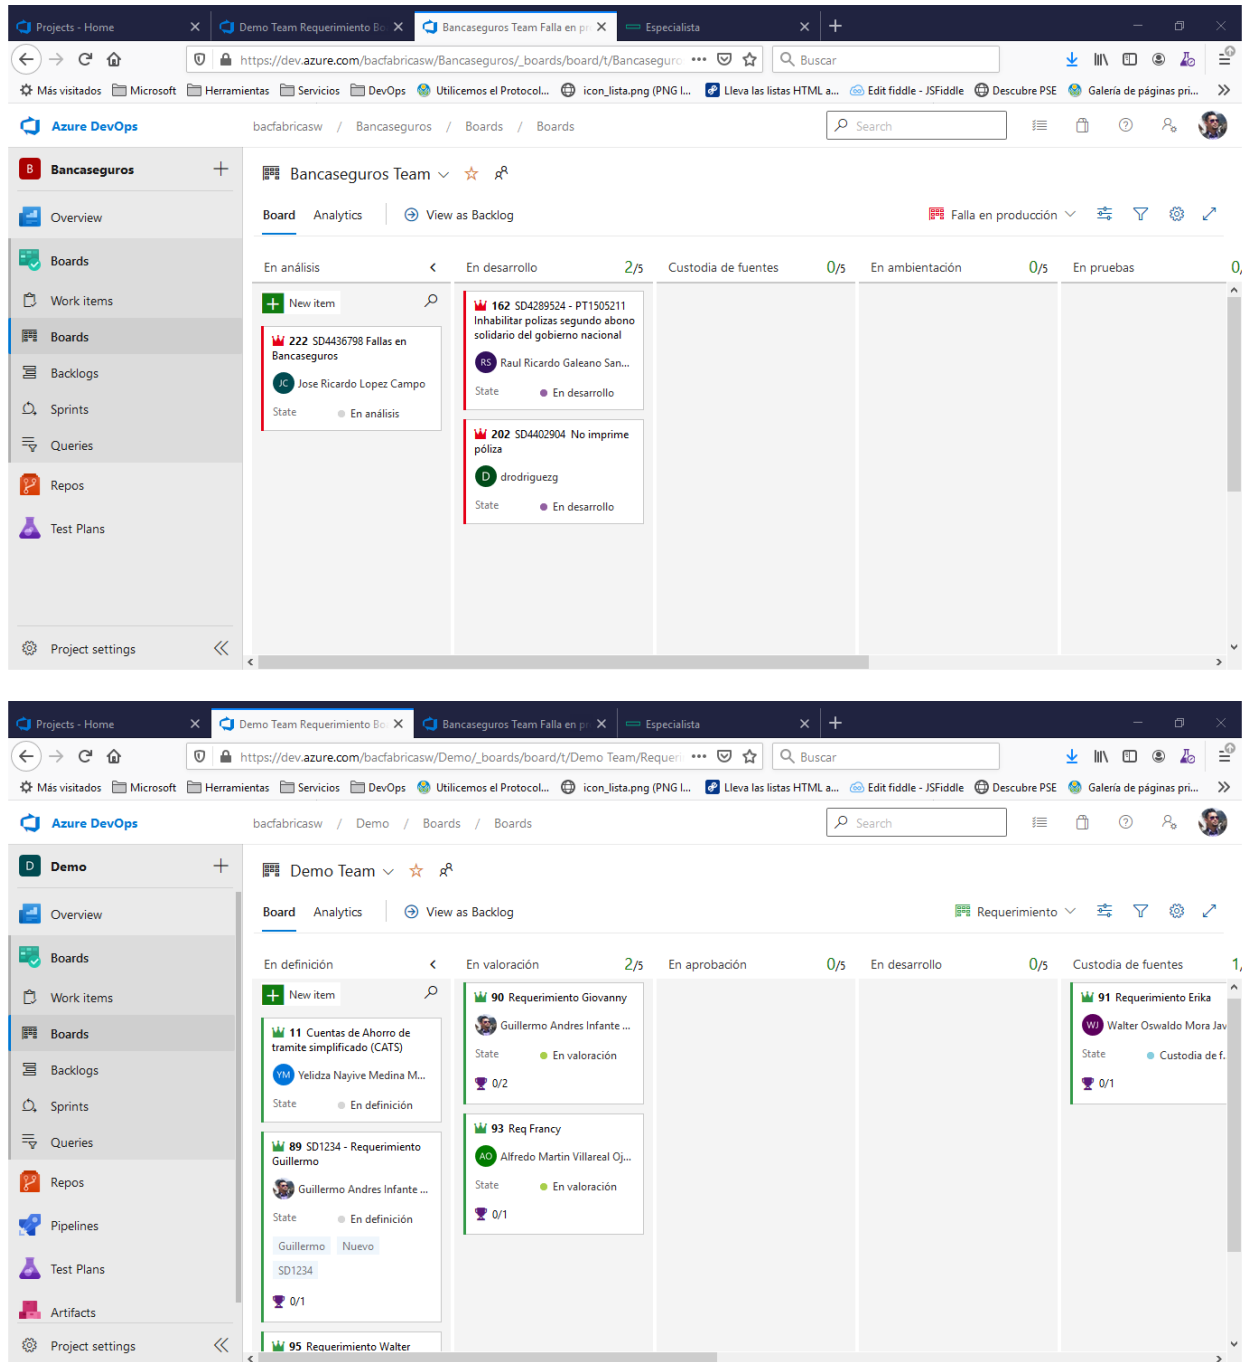 Projects - Home
Demo Team Requerimiento Bo
Bancaseguros Team Falla en pr
Especialista
https://dev.azure.com/bacfabricasw/Bancaseguros/_boards/board/t/Bancaseguro
Buscar
Más visitados Microsoft Herramientas Servicios DevOps Utilicemos el Protocol... icon_lista.png (PNG I... Lleva las listas HTML a... Edit fiddle - JSFiddle Descubre PSE Galería de páginas pri...
Azure DevOps
bacfabricasw / Bancaseguros / Boards / Boards
Search
B Bancaseguros
Bancaseguros Team
Overview
Board Analytics View as Backlog
Falla en producción
Boards
Work items
Boards
Backlogs
Sprints
Queries
Repos
Test Plans
Project settings
En análisis
New item
222 SD4436798 Fallas en
Bancaseguros
JC Jose Ricardo Lopez Campo
State En análisis
En desarrollo 2/5
162 SD4289524 - PT1505211
Inhabilitar polizas segundo abono
solidario del gobierno nacional
RS Raul Ricardo Galeano San...
State En desarrollo
202 SD4402904 No imprime
póliza
D drodriguezg
State En desarrollo
Custodia de fuentes 0/5
En ambientación 0/5
En pruebas 0/
Projects - Home
Demo Team Requerimiento Bo
Bancaseguros Team Falla en p
Especialista
https://dev.azure.com/bacfabricasw/Demo/_boards/board/t/Demo Team/Requeri
Buscar
Más visitados Microsoft Herramientas Servicios DevOps Utilicemos el Protocol... icon_lista.png (PNG I... Lleva las listas HTML a... Edit fiddle - JSFiddle Descubre PSE Galería de páginas pri...
Azure DevOps
bacfabricasw / Demo / Boards / Boards
Search
D Demo
Demo Team
Overview
Board Analytics View as Backlog
Requerimiento
Boards
Work items
Boards
Backlogs
Sprints
Queries
Repos
Pipelines
Test Plans
Artifacts
Project settings
En definición
New item
11 Cuentas de Ahorro de
tramite simplificado (CATS)
YM Yelidza Nayive Medina M...
State En definición
89 SD1234 - Requerimiento
Guillermo
Guillermo Andres Infante ...
State En definición
Guillermo Nuevo
SD1234
0/1
95 Requerimiento Walter
En valoración 2/5
90 Requerimiento Giovanny
Guillermo Andres Infante ...
State En valoración
0/2
93 Req Francy
AO Alfredo Martin Villareal Oj...
State En valoración
0/1
En aprobación 0/5
En desarrollo 0/5
Custodia de fuentes 1/
91 Requerimiento Erika
WJ Walter Oswaldo Mora Jav
State Custodia de f.
0/1